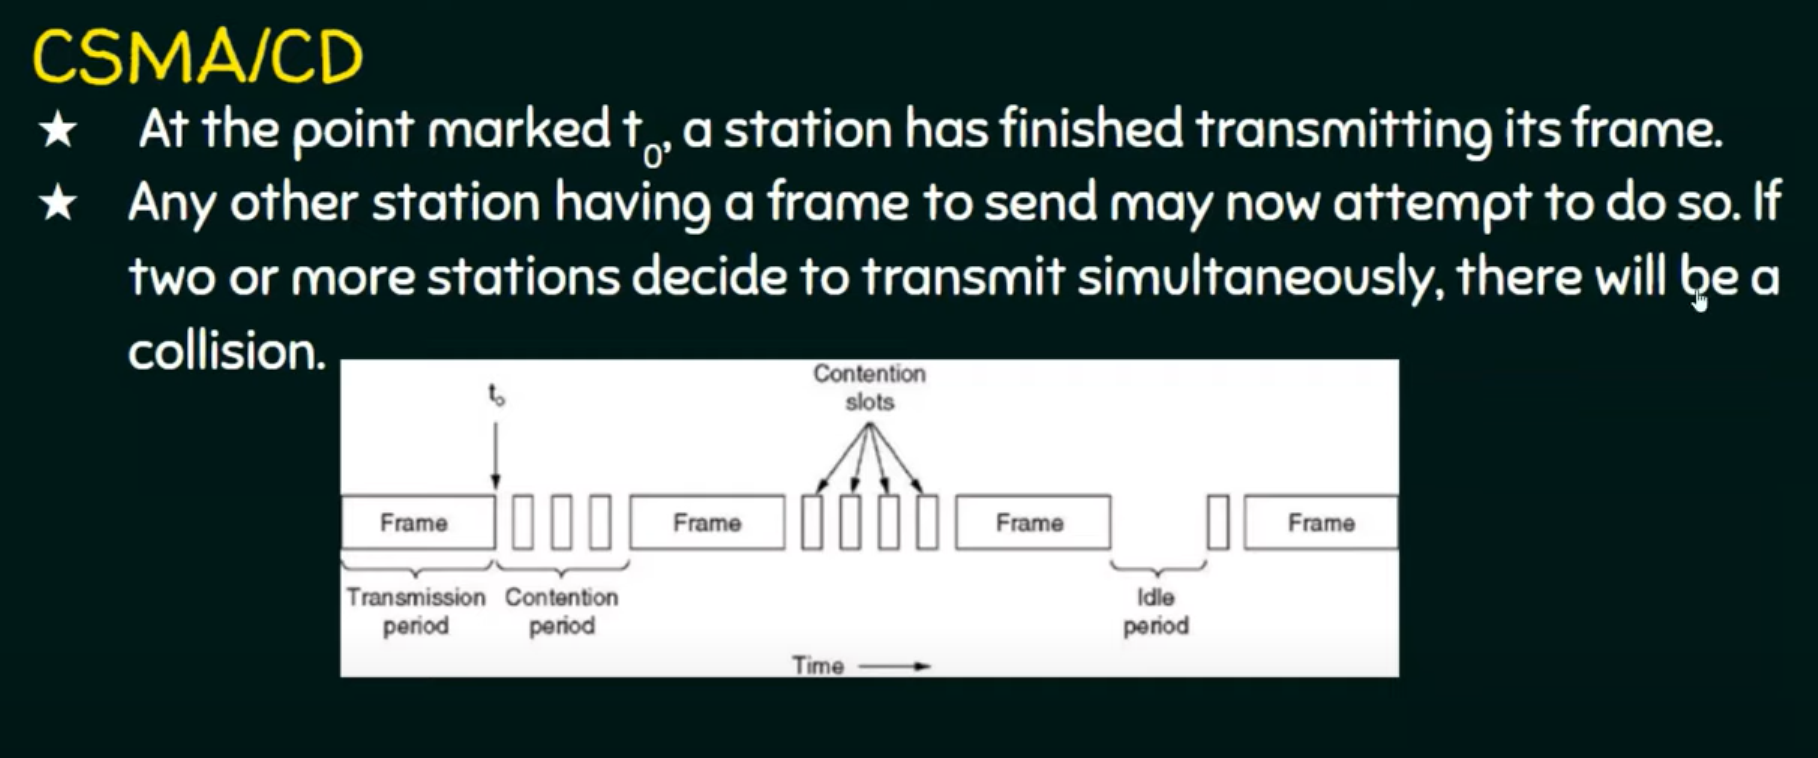 CSMA/CD
★ At the point marked t₀, a station has finished transmitting its frame.
★ Any other station having a frame to send may now attempt to do so. If
two or more stations decide to transmit simultaneously, there will be a
collision.
t₀
Contention
slots
Frame
Frame
Frame
Frame
Transmission
period
Contention
period
Idle
period
Time